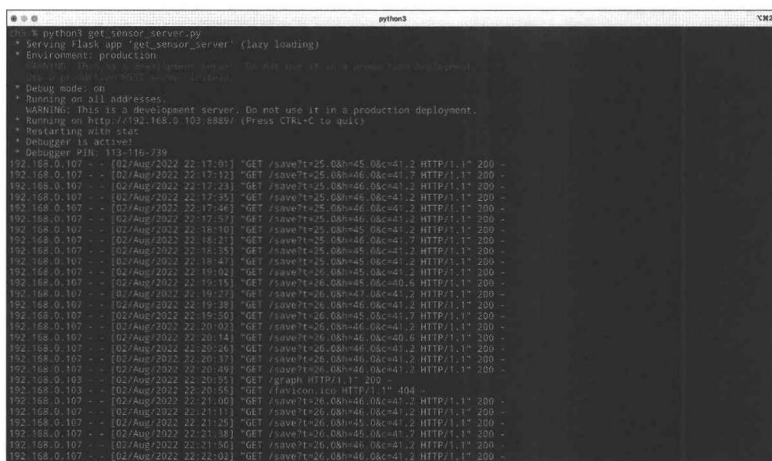 python3
ch5 % python3 get_sensor_server.py
* Serving Flask app 'get_sensor_server' (lazy loading)
* Environment: production
WARNING: This is a development server. Do not use it in a production deployment.
Use a production WSGI server instead.
* Debug mode: on
* Running on all addresses.
WARNING: This is a development server. Do not use it in a production deployment.
* Running on http://192.168.0.103:8889/ (Press CTRL+C to quit)
* Restarting with stat
* Debugger is active!
* Debugger PIN: 113-116-739
192.168.0.107 - - [02/Aug/2022 22:17:01] "GET /save?t=25.0&h=45.0&c=41.2 HTTP/1.1" 200 -
192.168.0.107 - - [02/Aug/2022 22:17:12] "GET /save?t=25.0&h=46.0&c=41.7 HTTP/1.1" 200 -
192.168.0.107 - - [02/Aug/2022 22:17:23] "GET /save?t=25.0&h=46.0&c=41.2 HTTP/1.1" 200 -
192.168.0.107 - - [02/Aug/2022 22:17:35] "GET /save?t=25.0&h=46.0&c=41.2 HTTP/1.1" 200 -
192.168.0.107 - - [02/Aug/2022 22:17:46] "GET /save?t=25.0&h=46.0&c=41.2 HTTP/1.1" 200 -
192.168.0.107 - - [02/Aug/2022 22:17:57] "GET /save?t=25.0&h=46.0&c=41.2 HTTP/1.1" 200 -
192.168.0.107 - - [02/Aug/2022 22:18:10] "GET /save?t=25.0&h=45.0&c=41.2 HTTP/1.1" 200 -
192.168.0.107 - - [02/Aug/2022 22:18:21] "GET /save?t=25.0&h=46.0&c=41.7 HTTP/1.1" 200 -
192.168.0.107 - - [02/Aug/2022 22:18:35] "GET /save?t=25.0&h=46.0&c=41.2 HTTP/1.1" 200 -
192.168.0.107 - - [02/Aug/2022 22:18:47] "GET /save?t=25.0&h=46.0&c=41.2 HTTP/1.1" 200 -
192.168.0.107 - - [02/Aug/2022 22:19:02] "GET /save?t=26.0&h=46.0&c=41.2 HTTP/1.1" 200 -
192.168.0.107 - - [02/Aug/2022 22:19:15] "GET /save?t=26.0&h=45.0&c=40.6 HTTP/1.1" 200 -
192.168.0.107 - - [02/Aug/2022 22:19:27] "GET /save?t=26.0&h=47.0&c=41.2 HTTP/1.1" 200 -
192.168.0.107 - - [02/Aug/2022 22:19:38] "GET /save?t=26.0&h=46.0&c=41.2 HTTP/1.1" 200 -
192.168.0.107 - - [02/Aug/2022 22:19:50] "GET /save?t=26.0&h=45.0&c=41.7 HTTP/1.1" 200 -
192.168.0.107 - - [02/Aug/2022 22:20:02] "GET /save?t=26.0&h=46.0&c=41.2 HTTP/1.1" 200 -
192.168.0.107 - - [02/Aug/2022 22:20:14] "GET /save?t=26.0&h=46.0&c=40.6 HTTP/1.1" 200 -
192.168.0.107 - - [02/Aug/2022 22:20:26] "GET /save?t=26.0&h=46.0&c=41.2 HTTP/1.1" 200 -
192.168.0.107 - - [02/Aug/2022 22:20:37] "GET /save?t=26.0&h=46.0&c=41.2 HTTP/1.1" 200 -
192.168.0.107 - - [02/Aug/2022 22:20:49] "GET /save?t=26.0&h=46.0&c=41.2 HTTP/1.1" 200 -
192.168.0.103 - - [02/Aug/2022 22:20:55] "GET /graph HTTP/1.1" 200 -
192.168.0.103 - - [02/Aug/2022 22:20:55] "GET /favicon.ico HTTP/1.1" 404 -
192.168.0.107 - - [02/Aug/2022 22:21:00] "GET /save?t=26.0&h=46.0&c=41.2 HTTP/1.1" 200 -
192.168.0.107 - - [02/Aug/2022 22:21:11] "GET /save?t=26.0&h=46.0&c=41.7 HTTP/1.1" 200 -
192.168.0.107 - - [02/Aug/2022 22:21:25] "GET /save?t=25.0&h=46.0&c=41.2 HTTP/1.1" 200 -
192.168.0.107 - - [02/Aug/2022 22:21:38] "GET /save?t=26.0&h=45.0&c=41.7 HTTP/1.1" 200 -
192.168.0.107 - - [02/Aug/2022 22:21:50] "GET /save?t=26.0&h=46.0&c=41.2 HTTP/1.1" 200 -
192.168.0.107 - - [02/Aug/2022 22:22:02] "GET /save?t=26.0&h=46.0&c=41.2 HTTP/1.1" 200 -